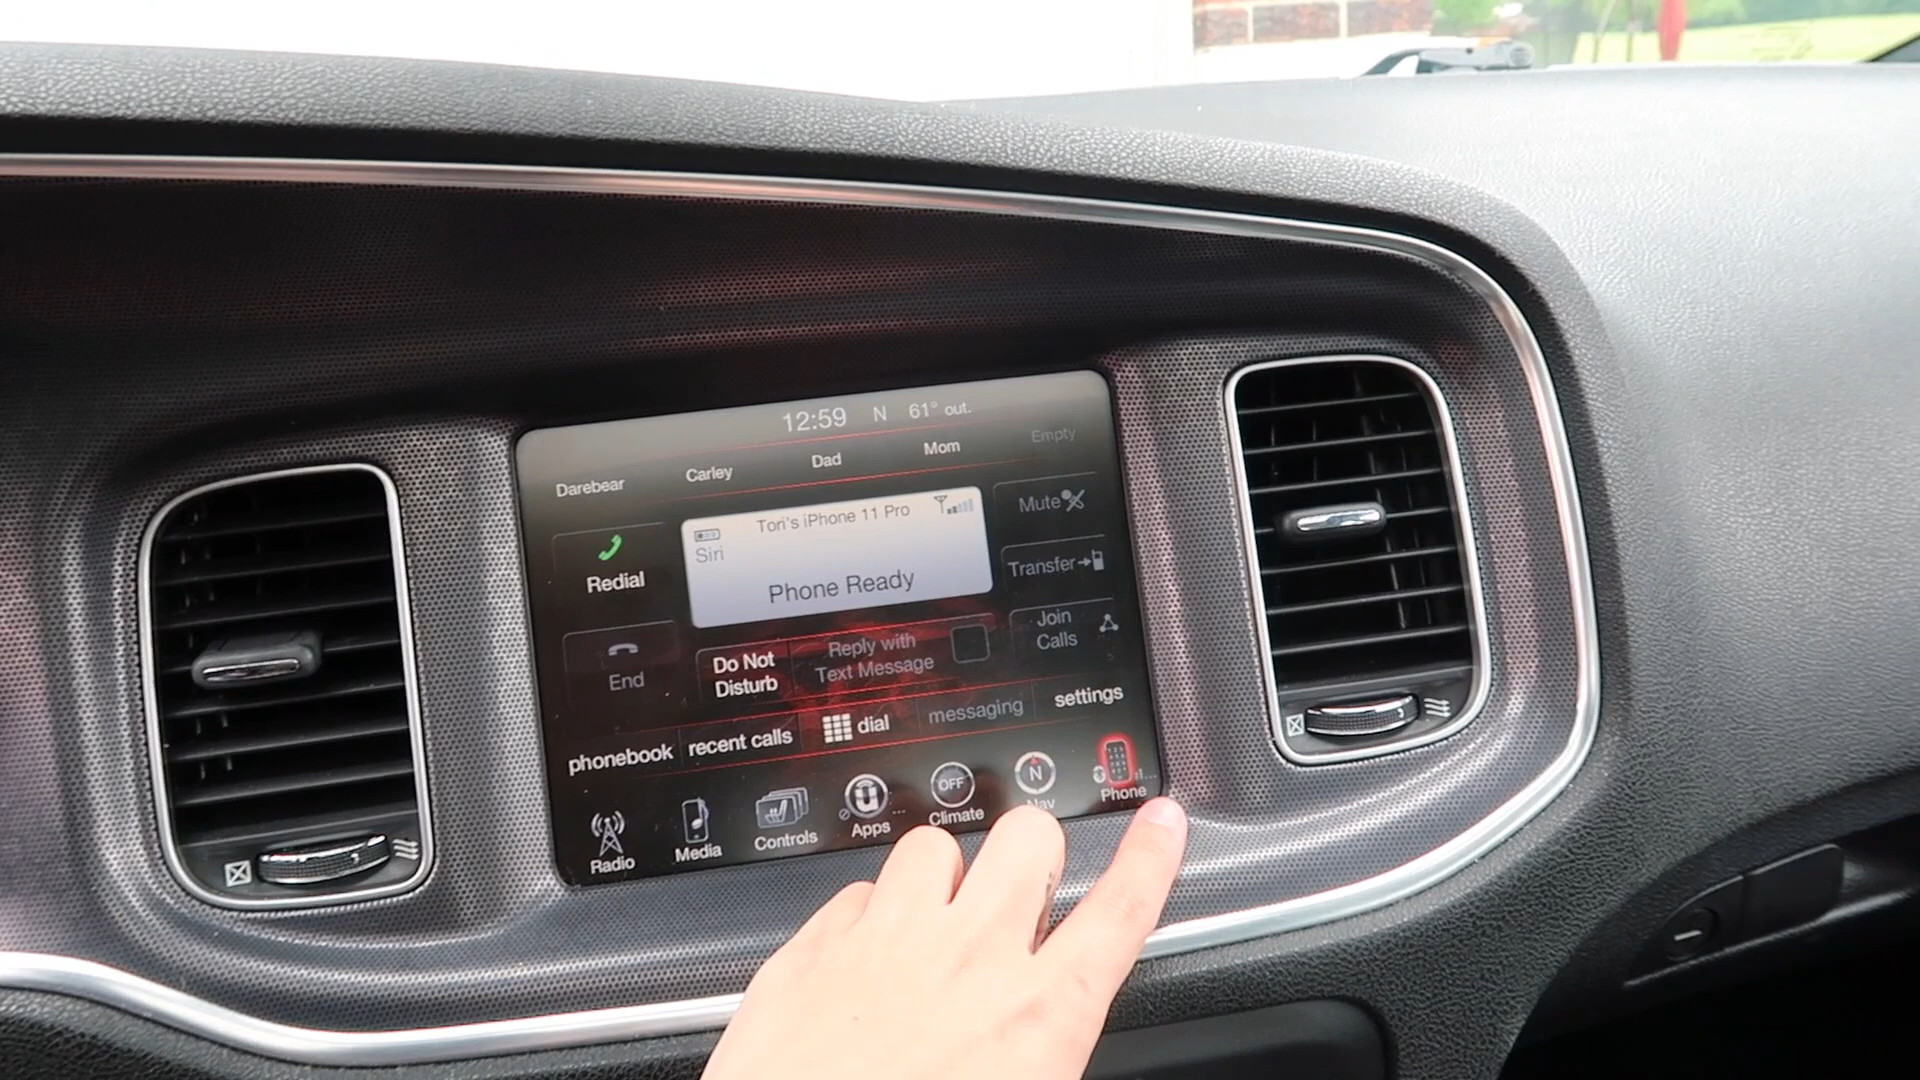 12:59 N 61° out.
Darebear Carley Dad Mom Empty
Tori's iPhone 11 Pro
Siri
Phone Ready
Redial
Mute
Transfer
End
Do Not
Disturb
Reply with
Text Message
Join
Calls
phonebook recent calls dial messaging settings
Radio Media Controls Apps Climate Nav Phone
OFF
N